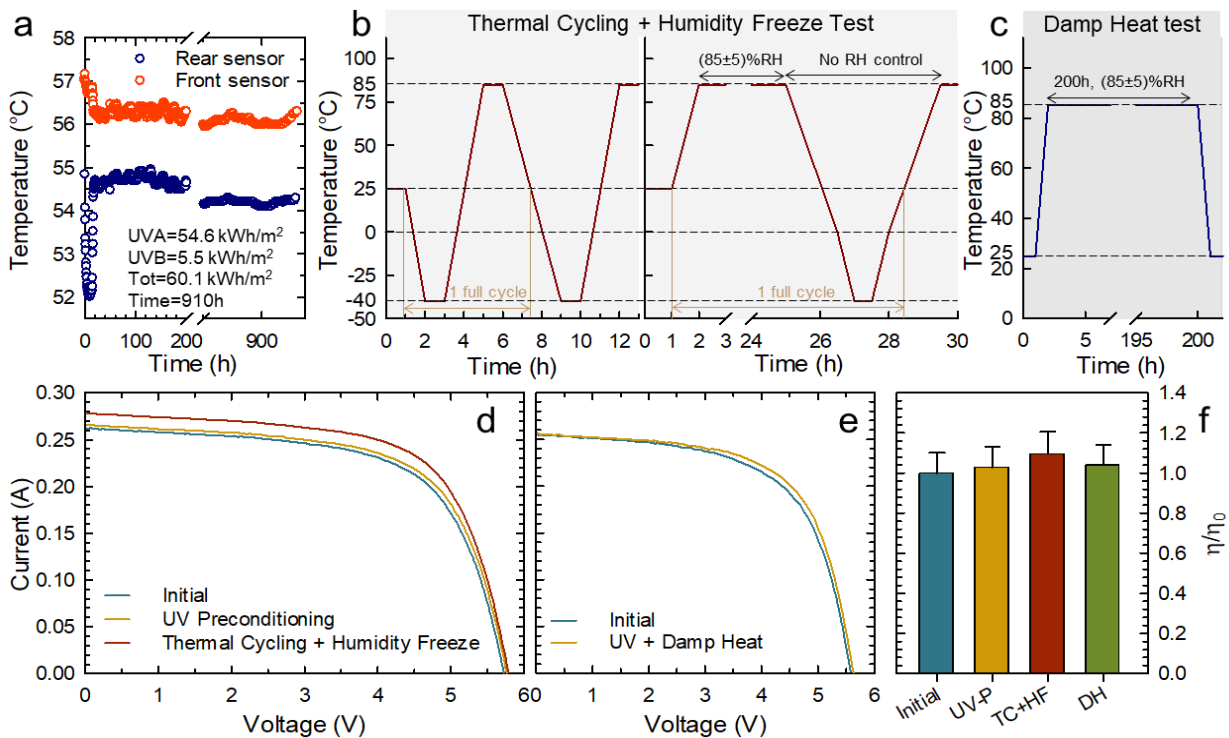 a
Temperature (°C)
58
57
56
55
54
53
52
Rear sensor
Front sensor
UVA=54.6 kWh/m²
UVB=5.5 kWh/m²
Tot=60.1 kWh/m²
Time=910h
0
100
200
900
Time (h)
b
Thermal Cycling + Humidity Freeze Test
Temperature (°C)
100
85
75
50
25
0
-25
-40
-50
1 full cycle
0 2 4 6 8 10 12
Time (h)
(85±5)%RH
No RH control
1 full cycle
0 1 2 3 24 26 28 30
Time (h)
c
Damp Heat test
Temperature (°C)
100
85
80
60
40
25
20
0
200h, (85±5)%RH
0 5 195 200
Time (h)
d
Current (A)
0.30
0.25
0.20
0.15
0.10
0.05
0.00
Initial
UV Preconditioning
Thermal Cycling + Humidity Freeze
0 1 2 3 4 5 6
Voltage (V)
e
Initial
UV + Damp Heat
1 2 3 4 5 6
Voltage (V)
f
1.4
1.2
1.0
0.8
0.6
0.4
0.2
0.0
η/η₀
Initial
UV-P
TC+HF
DH